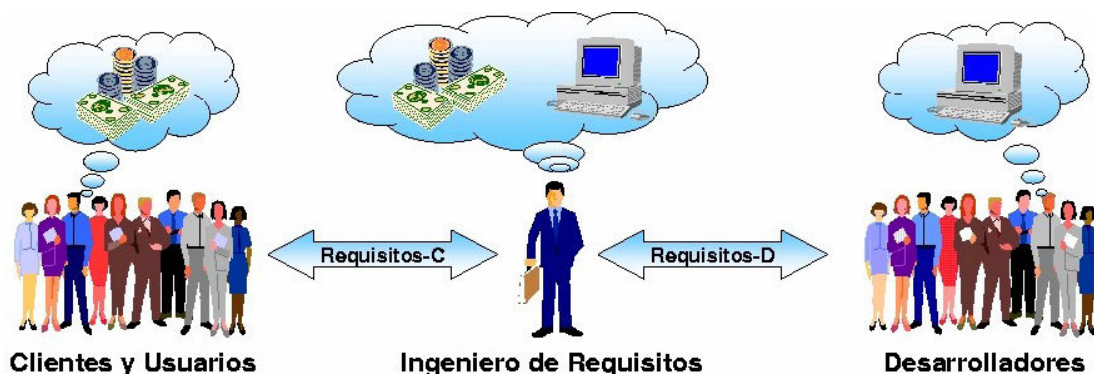 Requisitos-C
Requisitos-D
Clientes y Usuarios
Ingeniero de Requisitos
Desarrolladores